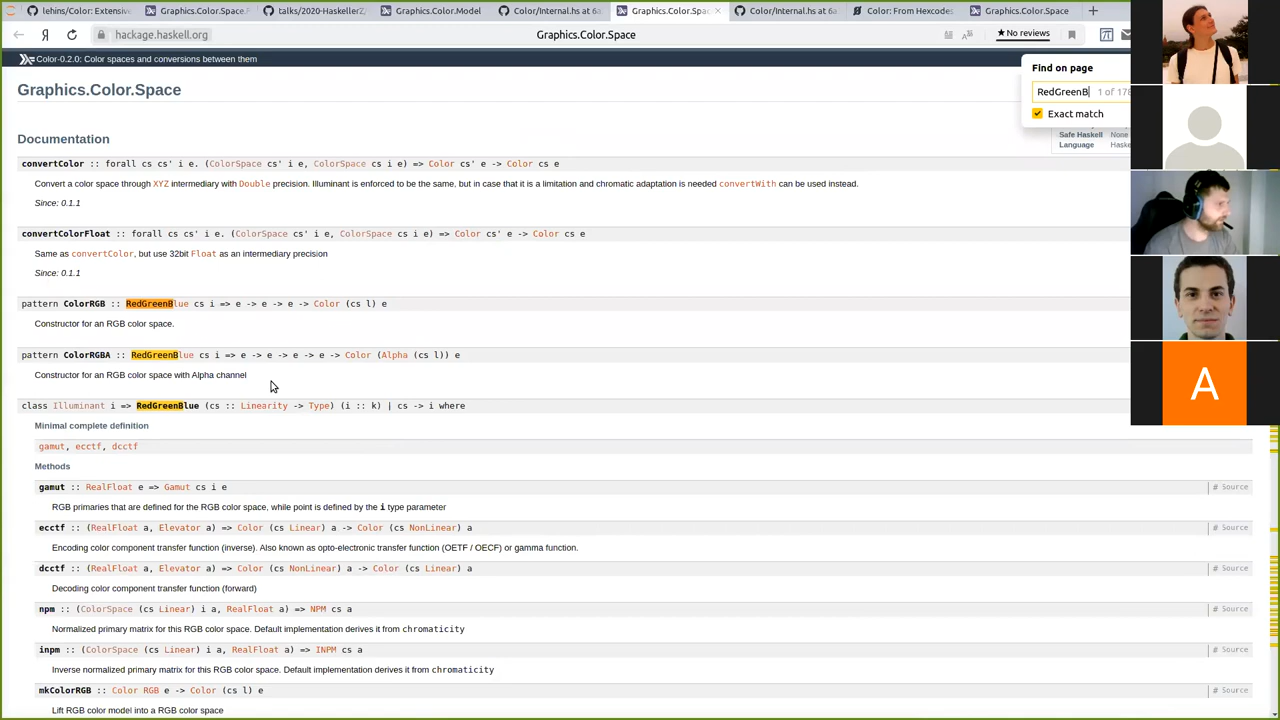 lehins/Color: Extensiv
Graphics.Color.Space.A
talks/2020-HaskellerZ/
Graphics.Color.Model
Color/Internal.hs at 6a
Graphics.Color.Spac
Color/Internal.hs at 6a
Color: From Hexcodes
Graphics.Color.Space
hackage.haskell.org
Graphics.Color.Space
★ No reviews
Color-0.2.0: Color spaces and conversions between them
Find on page
RedGreenB 1 of 178
Exact match
Safe Haskell None
Language Haske
Graphics.Color.Space
Documentation
convertColor :: forall cs cs' i e. (ColorSpace cs' i e, ColorSpace cs i e) => Color cs' e -> Color cs e
Convert a color space through XYZ intermediary with Double precision. Illuminant is enforced to be the same, but in case that it is a limitation and chromatic adaptation is needed convertWith can be used instead.
Since: 0.1.1
convertColorFloat :: forall cs cs' i e. (ColorSpace cs' i e, ColorSpace cs i e) => Color cs' e -> Color cs e
Same as convertColor, but use 32bit Float as an intermediary precision
Since: 0.1.1
pattern ColorRGB :: RedGreenBlue cs i => e -> e -> e -> Color (cs l) e
Constructor for an RGB color space.
pattern ColorRGBA :: RedGreenBlue cs i => e -> e -> e -> e -> Color (Alpha (cs l)) e
Constructor for an RGB color space with Alpha channel
class Illuminant i => RedGreenBlue (cs :: Linearity -> Type) (i :: k) | cs -> i where
Minimal complete definition
gamut, ecctf, dcctf
Methods
gamut :: RealFloat e => Gamut cs i e
# Source
RGB primaries that are defined for the RGB color space, while point is defined by the i type parameter
ecctf :: (RealFloat a, Elevator a) => Color (cs Linear) a -> Color (cs NonLinear) a
# Source
Encoding color component transfer function (inverse). Also known as opto-electronic transfer function (OETF / OECF) or gamma function.
dcctf :: (RealFloat a, Elevator a) => Color (cs NonLinear) a -> Color (cs Linear) a
# Source
Decoding color component transfer function (forward)
npm :: (ColorSpace (cs Linear) i a, RealFloat a) => NPM cs a
# Source
Normalized primary matrix for this RGB color space. Default implementation derives it from chromaticity
inpm :: (ColorSpace (cs Linear) i a, RealFloat a) => INPM cs a
# Source
Inverse normalized primary matrix for this RGB color space. Default implementation derives it from chromaticity
mkColorRGB :: Color RGB e -> Color (cs l) e
# Source
Lift RGB color model into a RGB color space
A